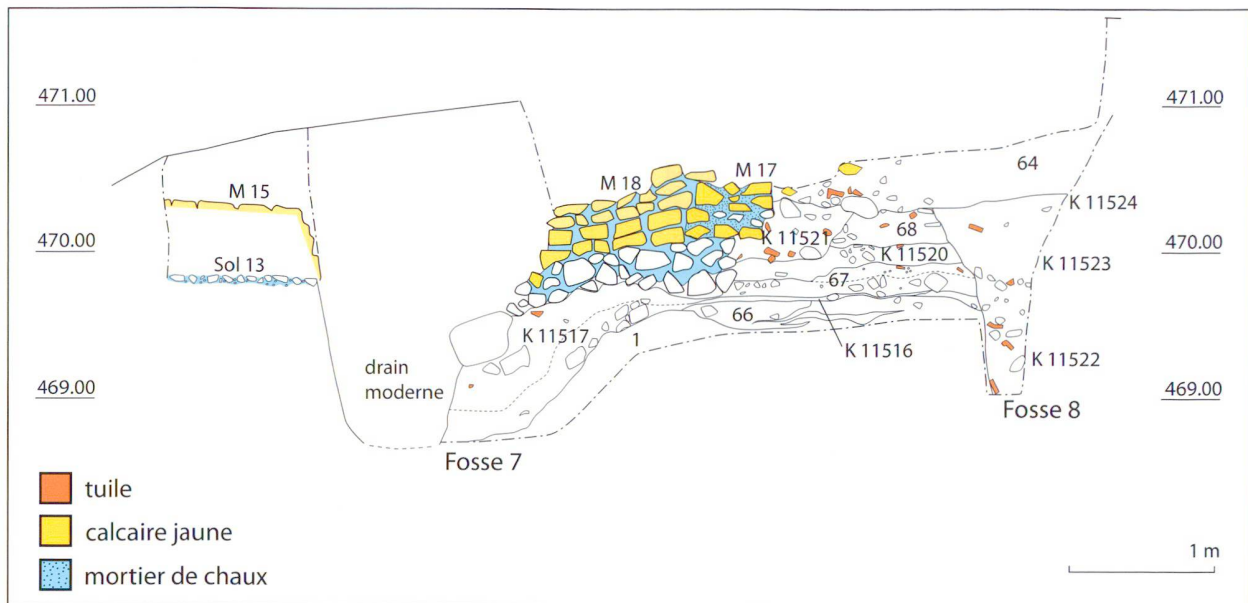 471.00
471.00
64
M 17
M 18
M 15
K 11524
68
K 11521
470.00
470.00
K 11520
K 11523
Sol 13
67
66
K 11517
1
K 11516
K 11522
drain
moderne
469.00
469.00
Fosse 8
Fosse 7
tuile
calcaire jaune
mortier de chaux
1 m